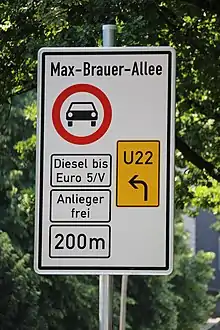 Max-Brauer-Allee
U22
Diesel bis
Euro 5/V
Anlieger
frei
200m